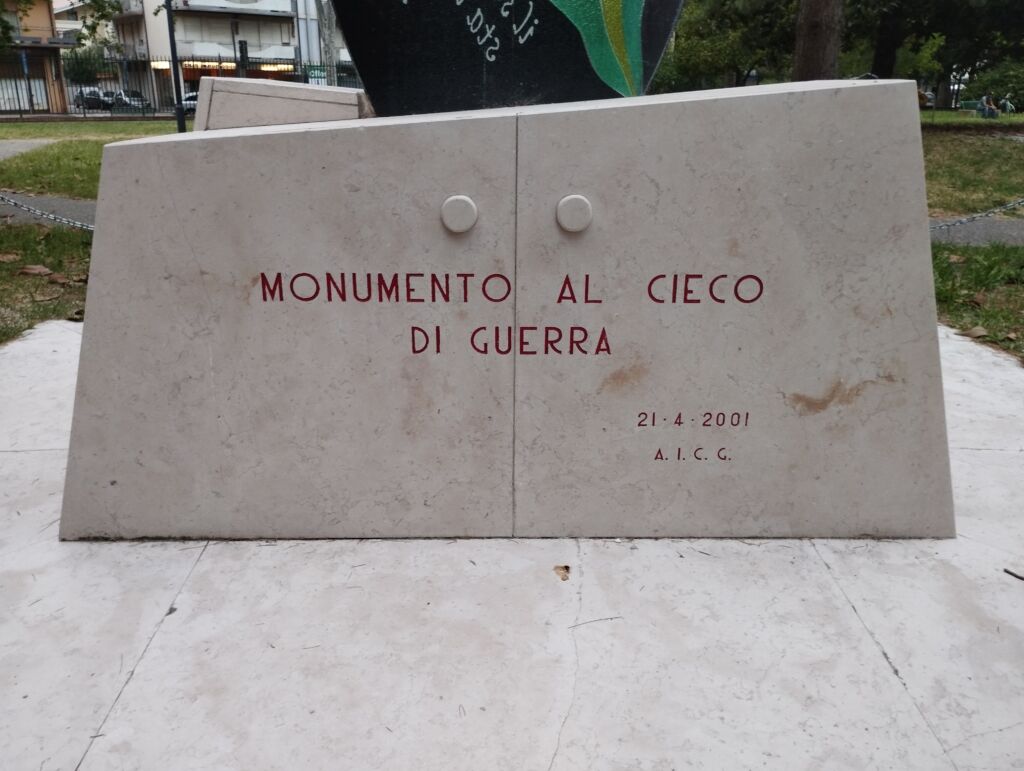 MONUMENTO AL CIECO
DI GUERRA
21·4·2001
A. I. C. G.